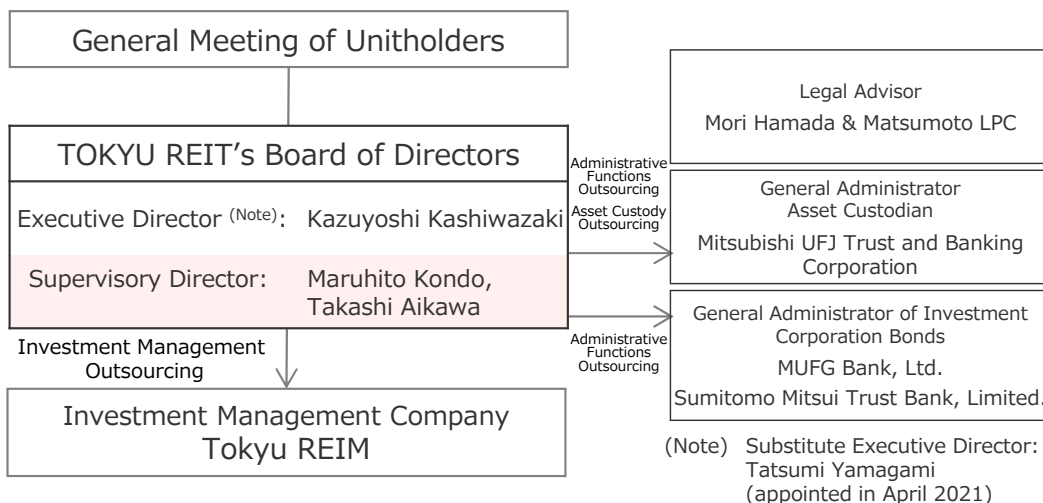 General Meeting of Unitholders
TOKYU REIT's Board of Directors
Executive Director (Note): Kazuyoshi Kashiwazaki
Supervisory Director: Maruhito Kondo,
Takashi Aikawa
Investment Management
Outsourcing
Investment Management Company
Tokyu REIM
Administrative
Functions
Outsourcing
Asset Custody
Outsourcing
Administrative
Functions
Outsourcing
Legal Advisor
Mori Hamada & Matsumoto LPC
General Administrator
Asset Custodian
Mitsubishi UFJ Trust and Banking
Corporation
General Administrator of Investment
Corporation Bonds
MUFG Bank, Ltd.
Sumitomo Mitsui Trust Bank, Limited.
(Note) Substitute Executive Director:
Tatsumi Yamagami
(appointed in April 2021)